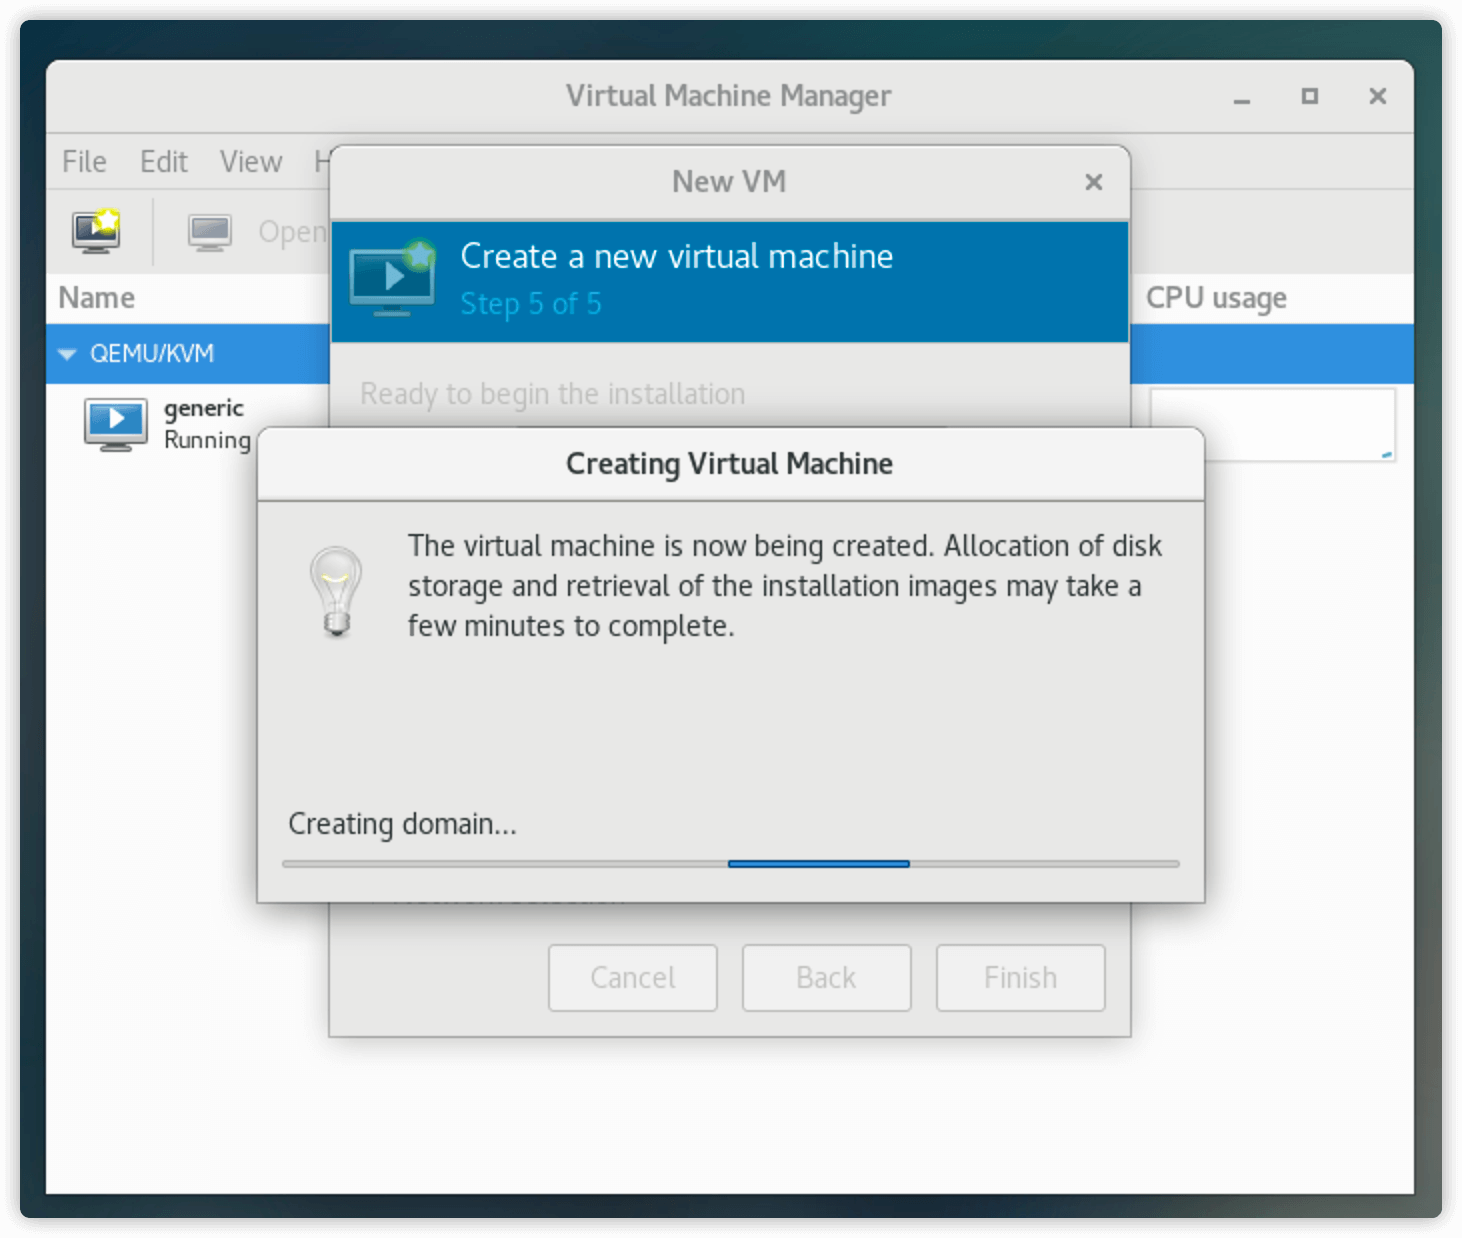 Virtual Machine Manager
File Edit View
New VM
Open
Create a new virtual machine
Step 5 of 5
Name
CPU usage
QEMU/KVM
Ready to begin the installation
generic
Running
Creating Virtual Machine
The virtual machine is now being created. Allocation of disk
storage and retrieval of the installation images may take a
few minutes to complete.
Creating domain...
Cancel Back Finish